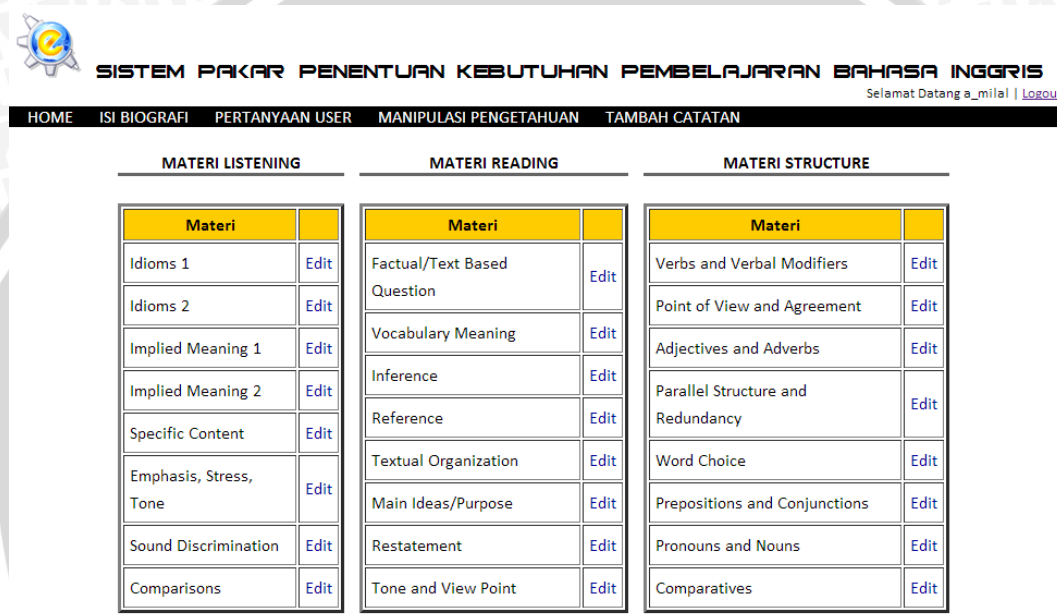 e
SISTEM PAKAR PENENTUAN KEBUTUHAN PEMBELAJARAN BAHASA INGGRIS
Selamat Datang a_milal | Logou
HOME ISI BIOGRAFI PERTANYAAN USER MANIPULASI PENGETAHUAN TAMBAH CATATAN
MATERI LISTENING
Materi
Idioms 1 Edit
Idioms 2 Edit
Implied Meaning 1 Edit
Implied Meaning 2 Edit
Specific Content Edit
Emphasis, Stress,
Tone Edit
Sound Discrimination Edit
Comparisons Edit
MATERI READING
Materi
Factual/Text Based
Question Edit
Vocabulary Meaning Edit
Inference Edit
Reference Edit
Textual Organization Edit
Main Ideas/Purpose Edit
Restatement Edit
Tone and View Point Edit
MATERI STRUCTURE
Materi
Verbs and Verbal Modifiers Edit
Point of View and Agreement Edit
Adjectives and Adverbs Edit
Parallel Structure and
Redundancy Edit
Word Choice Edit
Prepositions and Conjunctions Edit
Pronouns and Nouns Edit
Comparatives Edit